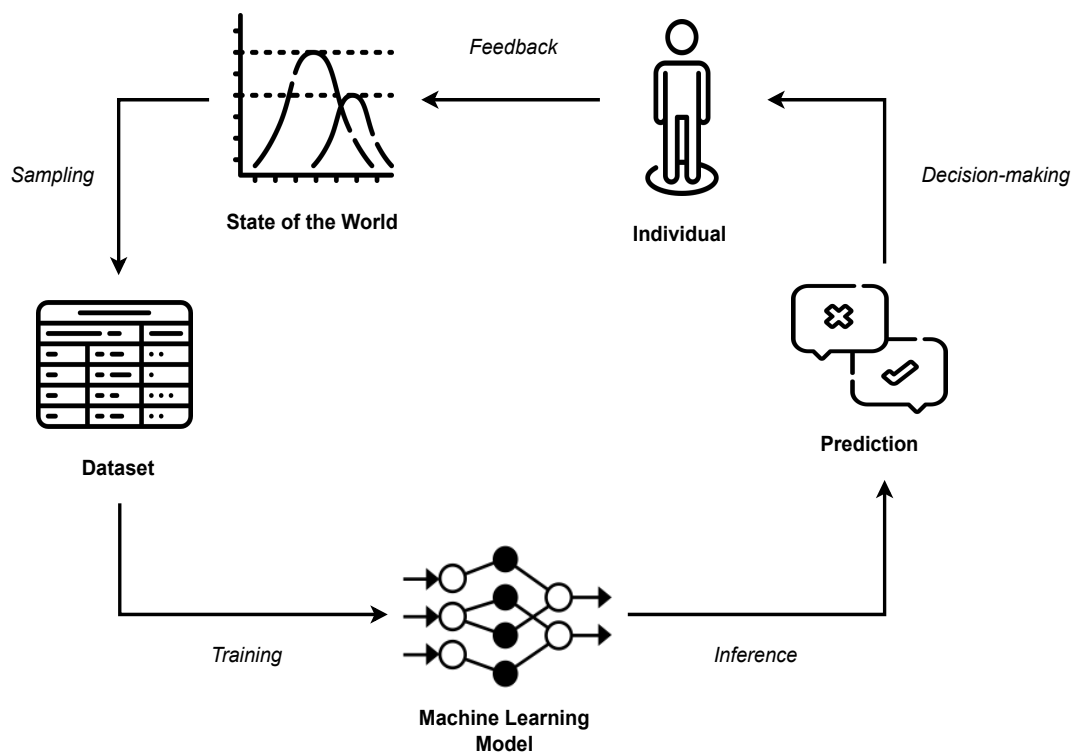 Feedback
Sampling
Decision-making
State of the World
Individual
Dataset
Prediction
Training
Inference
Machine Learning
Model